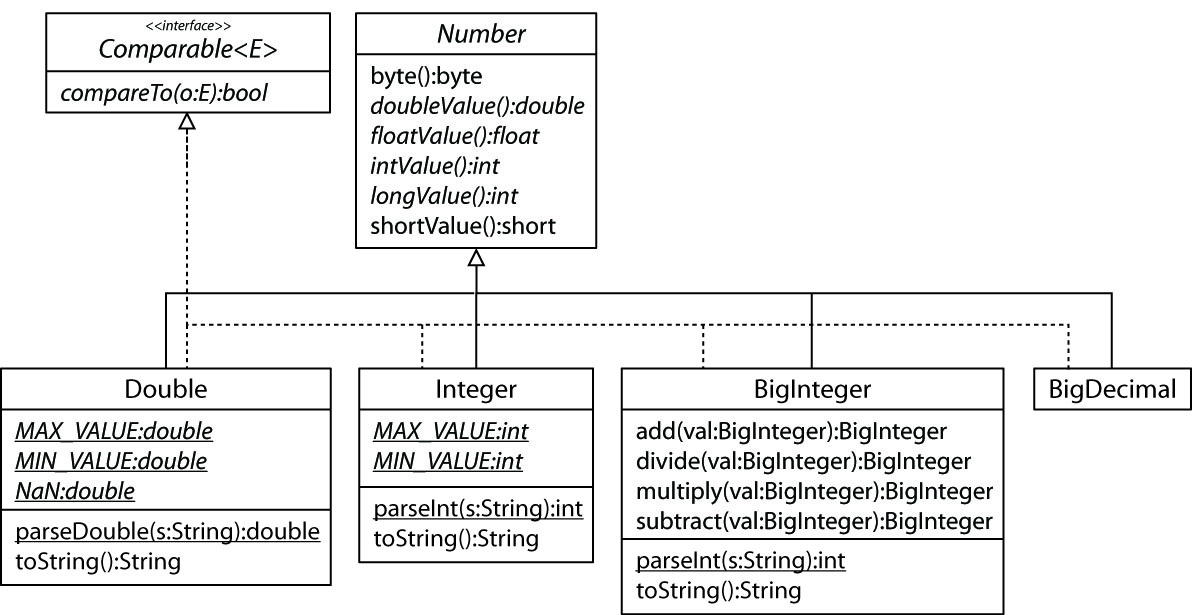 <<interface>>
Comparable<E>
compareTo(o:E):bool
Number
byte():byte
doubleValue():double
floatValue():float
intValue():int
longValue():int
shortValue():short
Double
MAX_VALUE:double
MIN_VALUE:double
NaN:double
parseDouble(s:String):double
toString():String
Integer
MAX_VALUE:int
MIN_VALUE:int
parseInt(s:String):int
toString():String
BigInteger
add(val:BigInteger):BigInteger
divide(val:BigInteger):BigInteger
multiply(val:BigInteger):BigInteger
subtract(val:BigInteger):BigInteger
parseInt(s:String):int
toString():String
BigDecimal